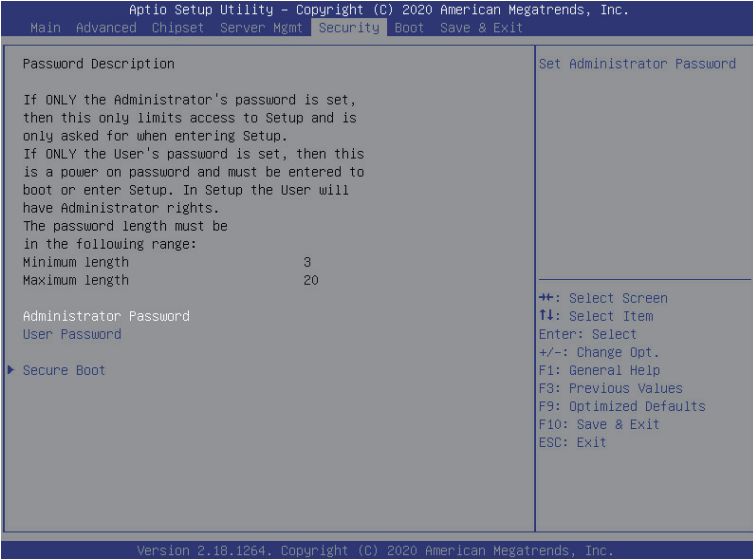 Aptio Setup Utility – Copyright (C) 2020 American Megatrends, Inc.
Main Advanced Chipset Server Mgmt Security Boot Save & Exit
Password Description
If ONLY the Administrator's password is set,
then this only limits access to Setup and is
only asked for when entering Setup.
If ONLY the User's password is set, then this
is a power on password and must be entered to
boot or enter Setup. In Setup the User will
have Administrator rights.
The password length must be
in the following range:
Minimum length 3
Maximum length 20
Administrator Password
User Password
Secure Boot
Set Administrator Password
→←: Select Screen
↑↓: Select Item
Enter: Select
+/-: Change Opt.
F1: General Help
F3: Previous Values
F9: Optimized Defaults
F10: Save & Exit
ESC: Exit
Version 2.18.1264. Copyright (C) 2020 American Megatrends, Inc.